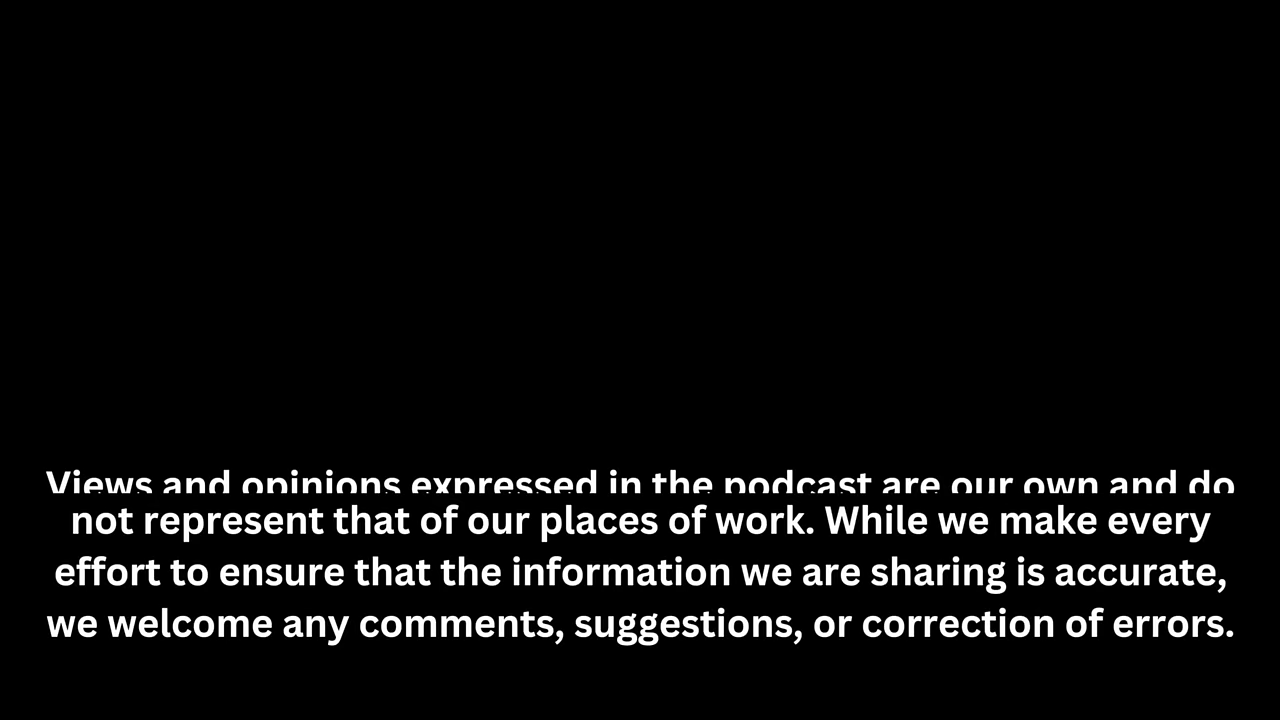 Views and opinions expressed in the podcast are our own and do
not represent that of our places of work. While we make every
effort to ensure that the information we are sharing is accurate,
we welcome any comments, suggestions, or correction of errors.